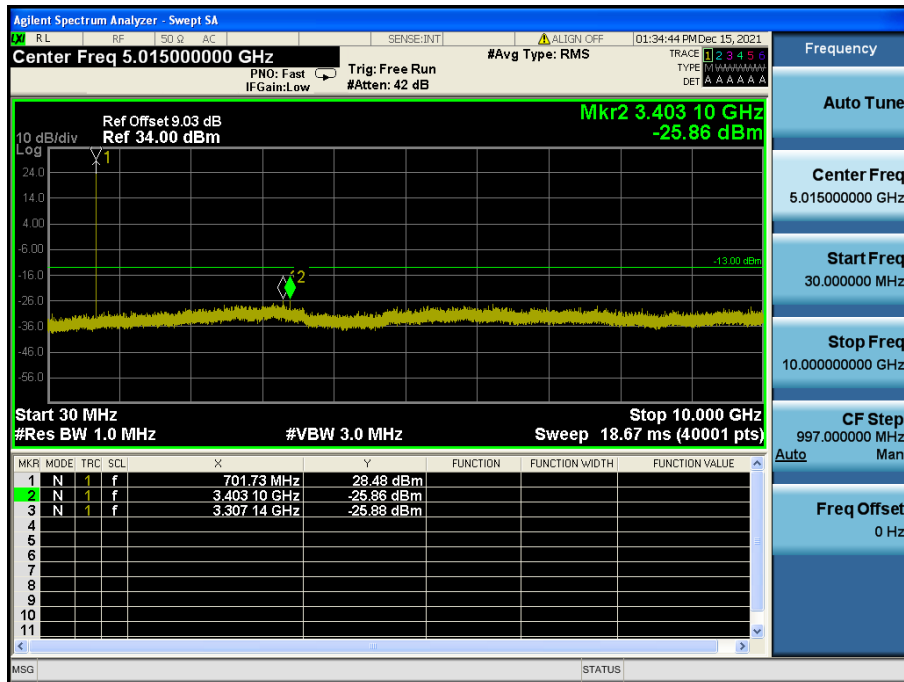 Agilent Spectrum Analyzer - Swept SA
LXI RL RF 50 Ω AC SENSE:INT ALIGN OFF 01:34:44 PM Dec 15, 2021
Center Freq 5.015000000 GHz
PNO: Fast
IFGain:Low
Trig: Free Run
#Atten: 42 dB
#Avg Type: RMS
TRACE 1 2 3 4 5 6
TYPE MWWWWW
DET A A A A A A
Mkr2 3.403 10 GHz
-25.86 dBm
Ref Offset 9.03 dB
10 dB/div Ref 34.00 dBm
Log
1
24.0
14.0
4.00
-6.00
-13.00 dBm
-16.0
2
-26.0
-36.0
-46.0
-56.0
Start 30 MHz Stop 10.000 GHz
#Res BW 1.0 MHz #VBW 3.0 MHz Sweep 18.67 ms (40001 pts)
MKR MODE TRC SCL X Y FUNCTION FUNCTION WIDTH FUNCTION VALUE
1 N 1 f 701.73 MHz 28.48 dBm
2 N 1 f 3.403 10 GHz -25.86 dBm
3 N 1 f 3.307 14 GHz -25.88 dBm
4
5
6
7
8
9
10
11
MSG STATUS
Frequency
Auto Tune
Center Freq
5.015000000 GHz
Start Freq
30.000000 MHz
Stop Freq
10.000000000 GHz
CF Step
997.000000 MHz
Auto Man
Freq Offset
0 Hz